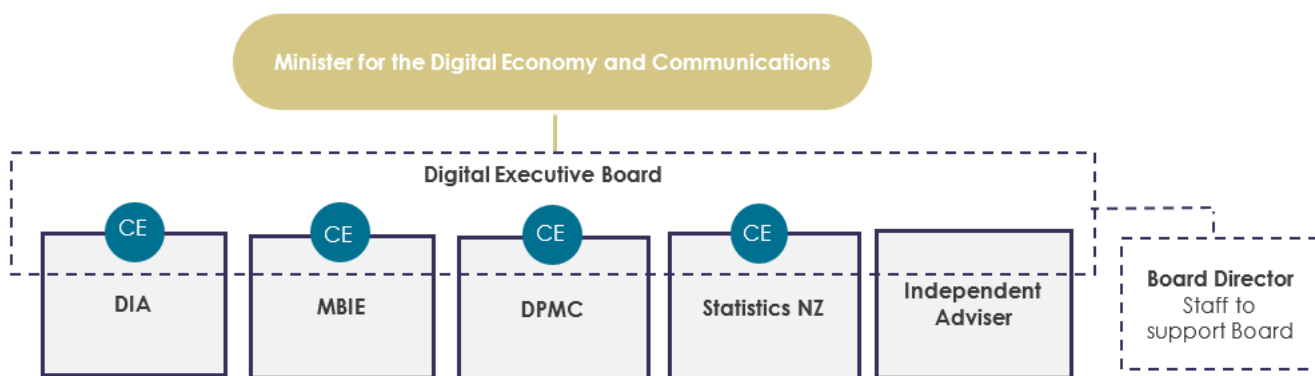 Minister for the Digital Economy and Communications
Digital Executive Board
CE
CE
CE
CE
DIA
MBIE
DPMC
Statistics NZ
Independent
Adviser
Board Director
Staff to
support Board